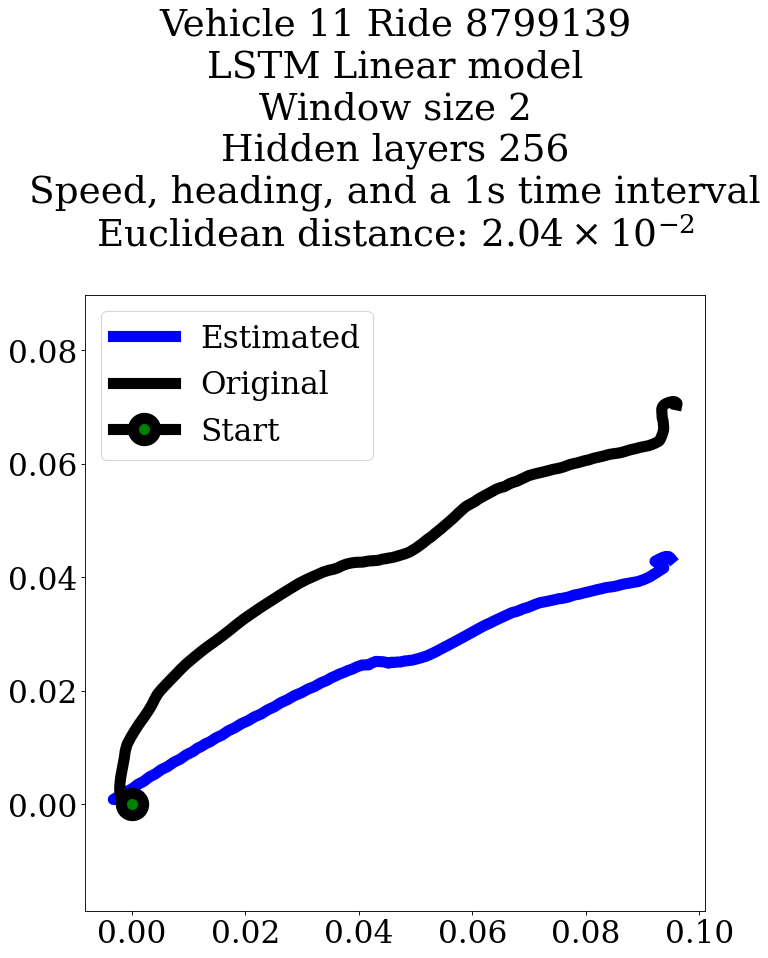 Vehicle 11 Ride 8799139
LSTM Linear model
Window size 2
Hidden layers 256
Speed, heading, and a 1s time interval
Euclidean distance: 2.04 × 10⁻²
Estimated
Original
Start
0.08
0.06
0.04
0.02
0.00
0.00 0.02 0.04 0.06 0.08 0.10